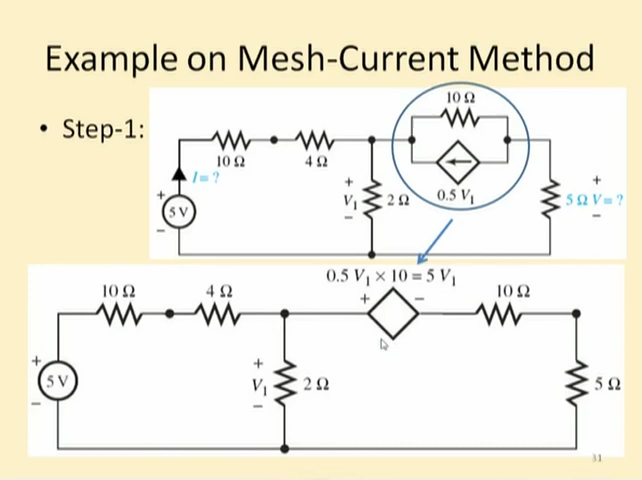 Example on Mesh-Current Method
• Step-1:
10 Ω
10 Ω
4 Ω
I = ?
+
5 V
−
+
V1
−
2 Ω
0.5 V1
+
5 Ω V = ?
−
0.5 V1 × 10 = 5 V1
10 Ω
4 Ω
+
−
10 Ω
+
5 V
−
+
V1
−
2 Ω
5 Ω
31